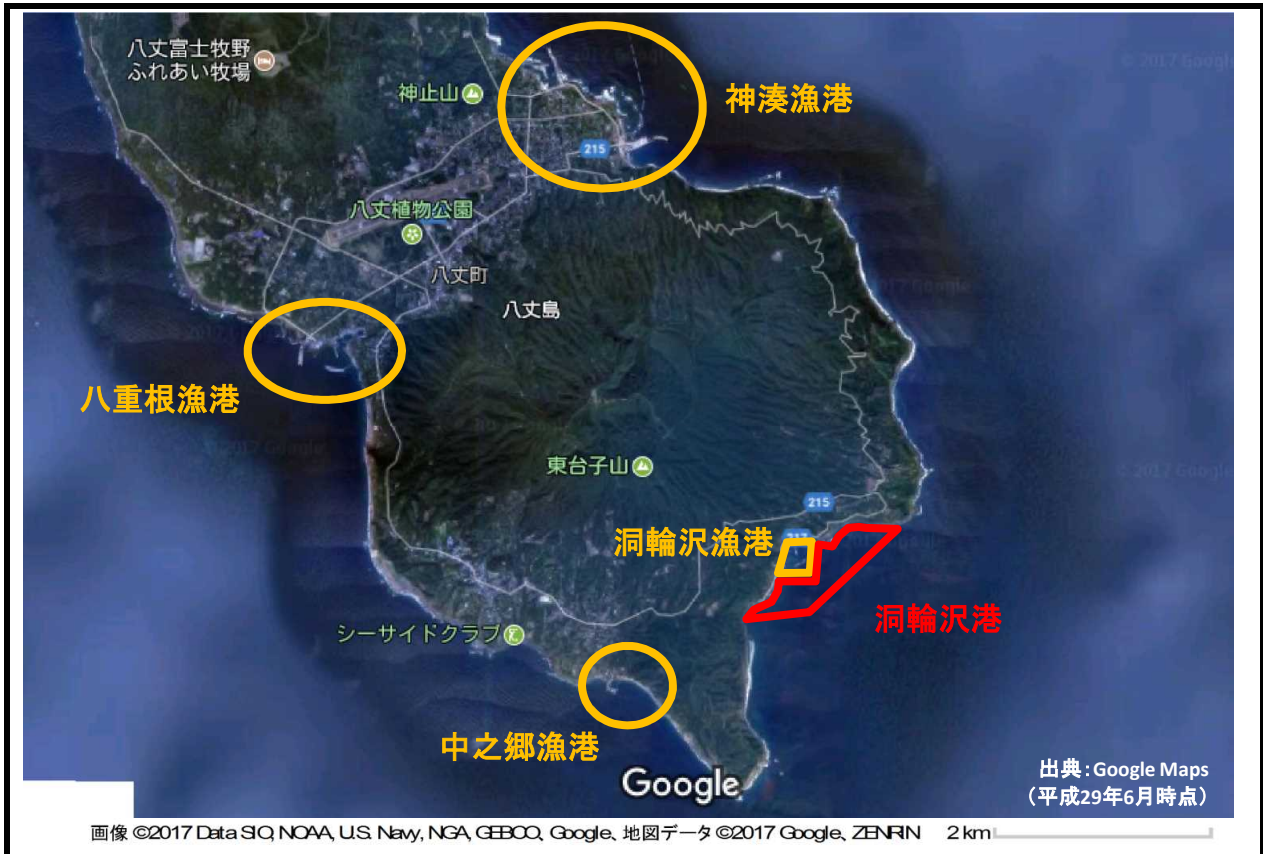 八丈富士牧野
ふれあい牧場
神止山
神湊漁港
215
八丈植物公園
八丈町
八丈島
八重根漁港
東台子山
215
洞輪沢漁港
洞輪沢港
シーサイドクラブ
中之郷漁港
Google
出典:Google Maps
(平成29年6月時点)
画像 ©2017 Data SIO, NOAA, U.S. Navy, NGA, GEBCO, Google、地図データ ©2017 Google、ZENRIN 2 km
© 2017 Google